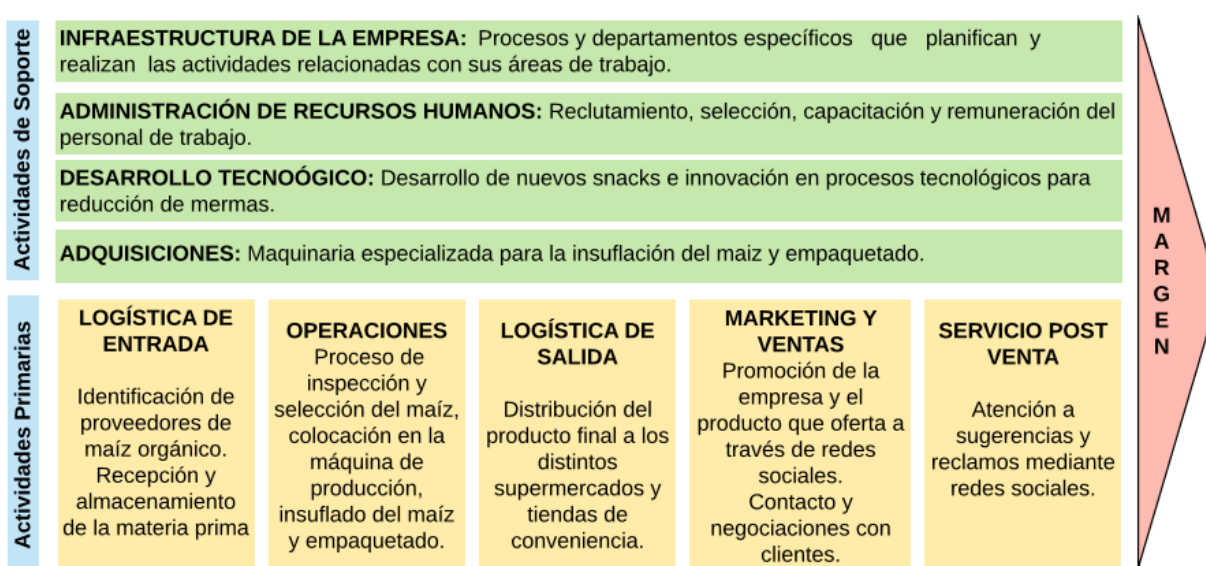 Actividades de Soporte
INFRAESTRUCTURA DE LA EMPRESA: Procesos y departamentos específicos que planifican y
realizan las actividades relacionadas con sus áreas de trabajo.
ADMINISTRACIÓN DE RECURSOS HUMANOS: Reclutamiento, selección, capacitación y remuneración del
personal de trabajo.
DESARROLLO TECNOÓGICO: Desarrollo de nuevos snacks e innovación en procesos tecnológicos para
reducción de mermas.
ADQUISICIONES: Maquinaria especializada para la insuflación del maiz y empaquetado.
Actividades Primarias
LOGÍSTICA DE
ENTRADA
Identificación de
proveedores de
maíz orgánico.
Recepción y
almacenamiento
de la materia prima
OPERACIONES
Proceso de
inspección y
selección del maíz,
colocación en la
máquina de
producción,
insuflado del maíz
y empaquetado.
LOGÍSTICA DE
SALIDA
Distribución del
producto final a los
distintos
supermercados y
tiendas de
conveniencia.
MARKETING Y
VENTAS
Promoción de la
empresa y el
producto que oferta a
través de redes
sociales.
Contacto y
negociaciones con
clientes.
SERVICIO POST
VENTA
Atención a
sugerencias y
reclamos mediante
redes sociales.
MARGEN